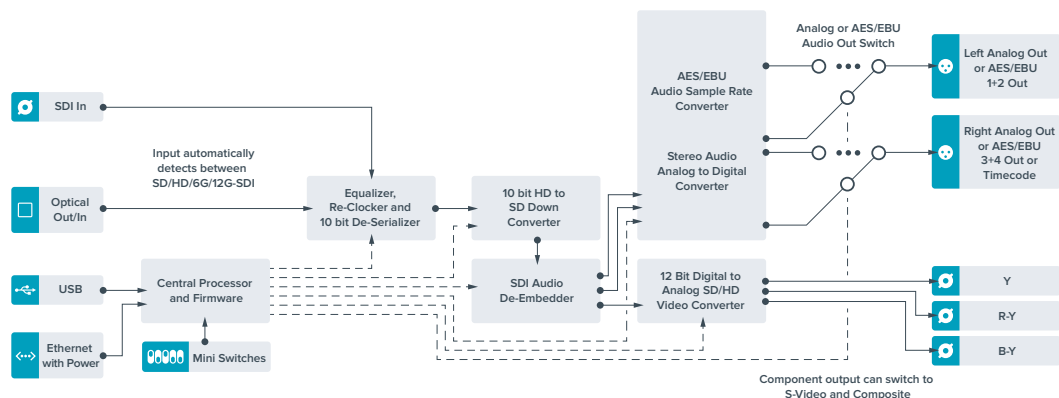 Analog or AES/EBU
Audio Out Switch
SDI In
Input automatically
detects between
SD/HD/6G/12G-SDI
Optical
Out/In
Equalizer,
Re-Clocker and
10 bit De-Serializer
10 bit HD to
SD Down
Converter
AES/EBU
Audio Sample Rate
Converter
Stereo Audio
Analog to Digital
Converter
Left Analog Out
or AES/EBU
1+2 Out
Right Analog Out
or AES/EBU
3+4 Out or
Timecode
USB
Ethernet
with Power
Central Processor
and Firmware
Mini Switches
SDI Audio
De-Embedder
12 Bit Digital to
Analog SD/HD
Video Converter
Y
R-Y
B-Y
Component output can switch to
S-Video and Composite